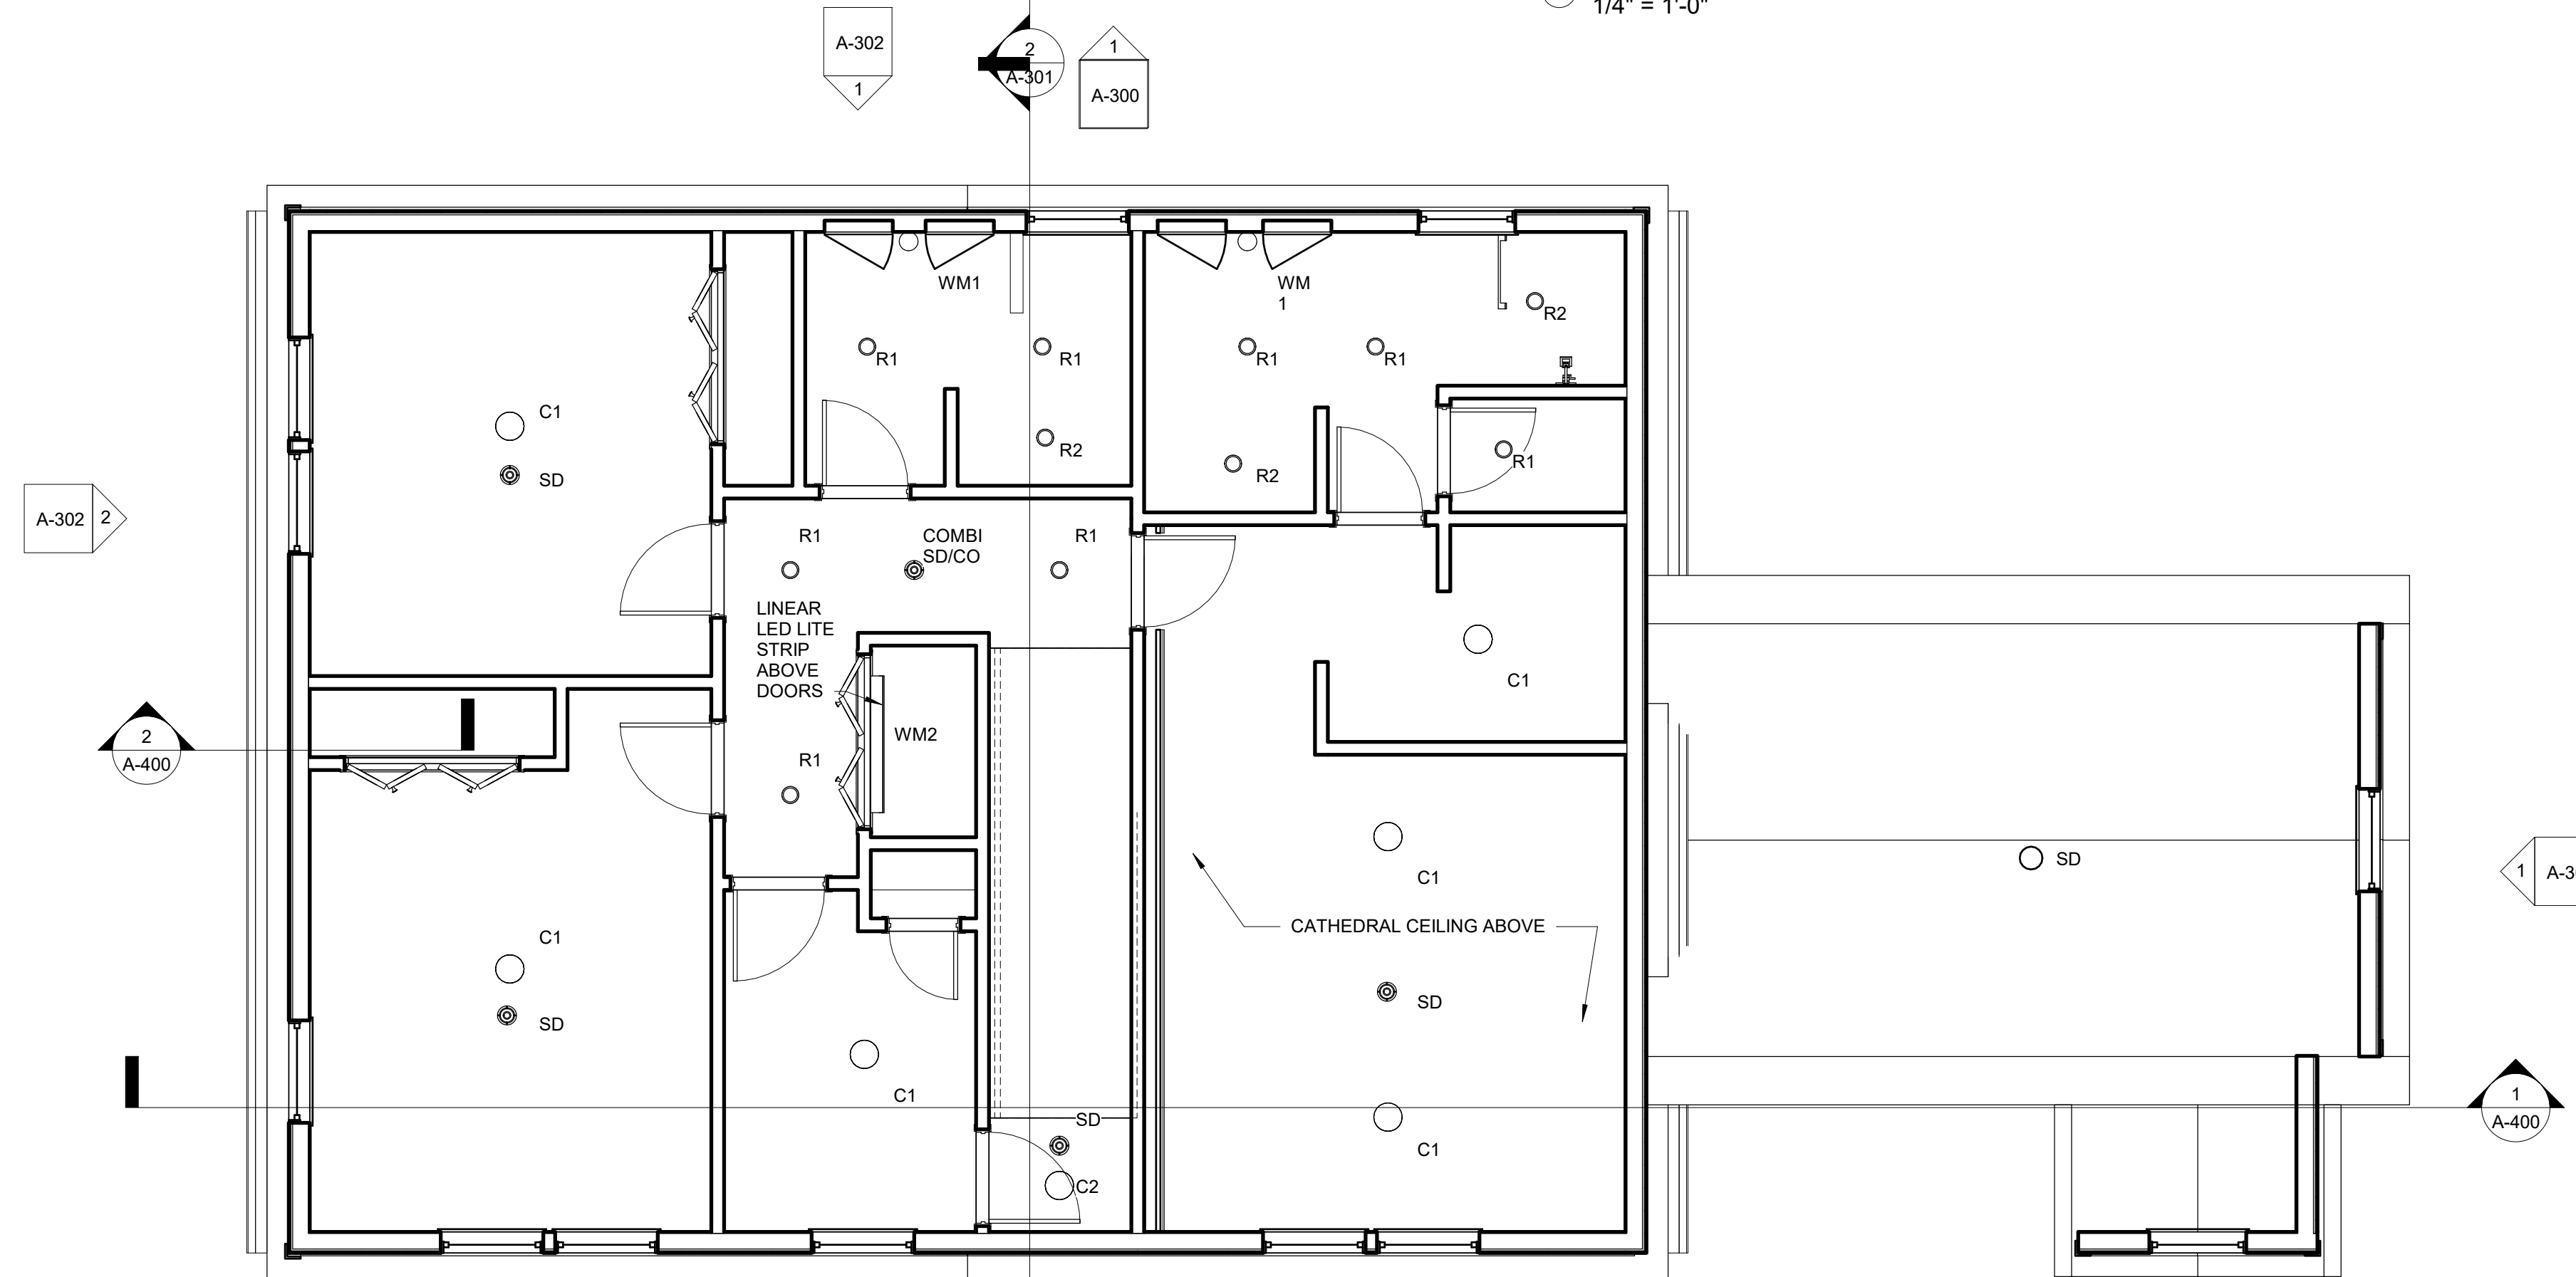 1/4" = 1'-0"
A-302
1
2
A-301
1
A-300
WM1
WM
1
R2
R1
R1
R1
R1
C1
R2
R1
R2
SD
A-302
2
R1
COMBI
SD/CO
R1
LINEAR
LED LITE
STRIP
ABOVE
DOORS
C1
2
A-400
WM2
R1
SD
1
C1
CATHEDRAL CEILING ABOVE
C1
SD
SD
C1
1
A-400
SD
C1
C2